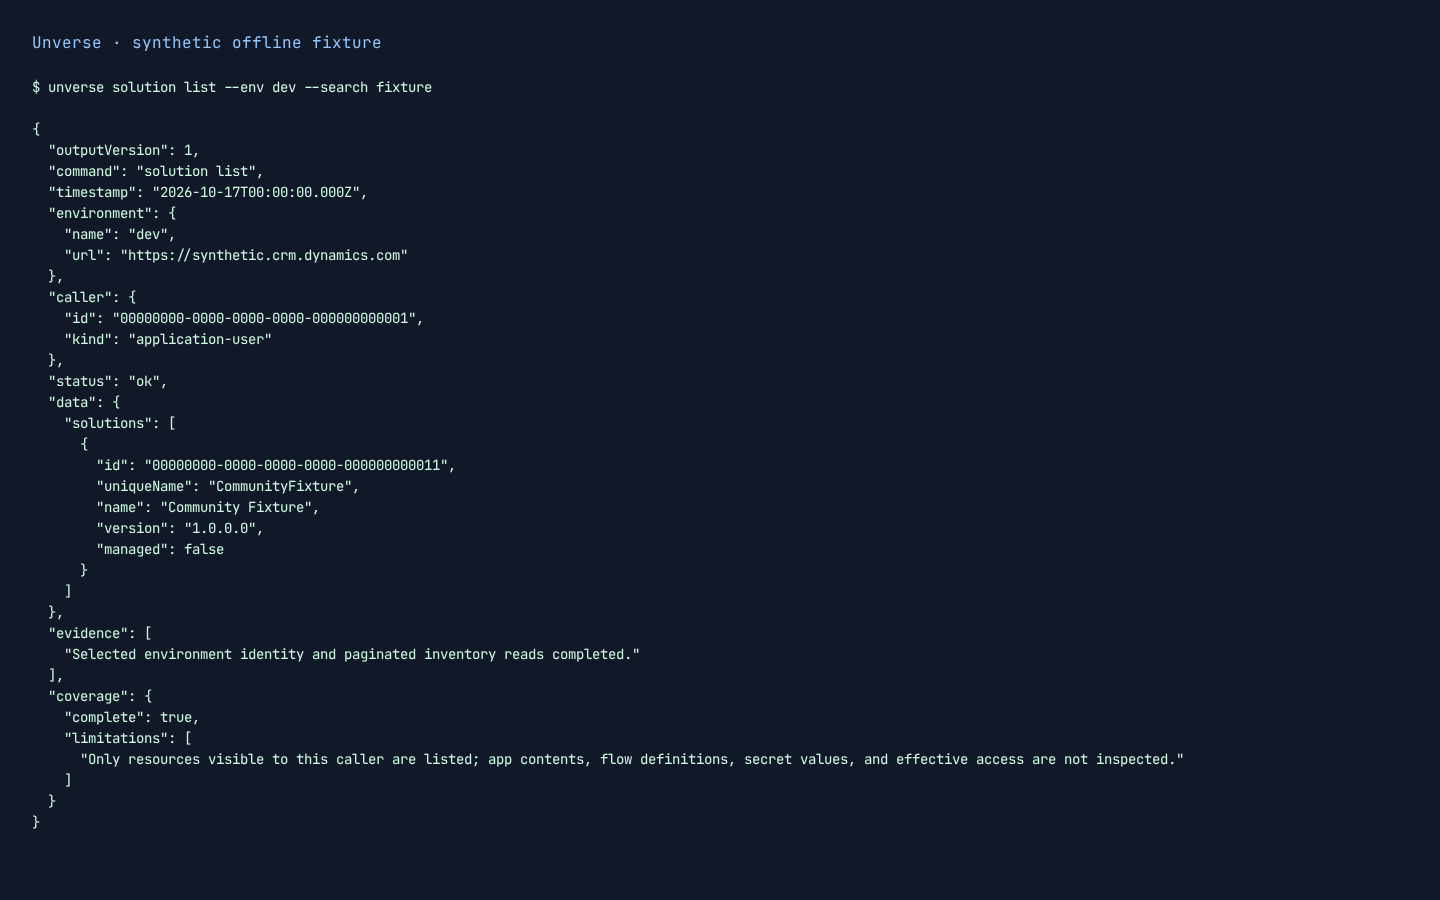 Unverse · synthetic offline fixture
$ unverse solution list --env dev --search fixture
{
  "outputVersion": 1,
  "command": "solution list",
  "timestamp": "2026-10-17T00:00:00.000Z",
  "environment": {
    "name": "dev",
    "url": "https://synthetic.crm.dynamics.com"
  },
  "caller": {
    "id": "00000000-0000-0000-0000-000000000001",
    "kind": "application-user"
  },
  "status": "ok",
  "data": {
    "solutions": [
      {
        "id": "00000000-0000-0000-0000-000000000011",
        "uniqueName": "CommunityFixture",
        "name": "Community Fixture",
        "version": "1.0.0.0",
        "managed": false
      }
    ]
  },
  "evidence": [
    "Selected environment identity and paginated inventory reads completed."
  ],
  "coverage": {
    "complete": true,
    "limitations": [
      "Only resources visible to this caller are listed; app contents, flow definitions, secret values, and effective access are not inspected."
    ]
  }
}